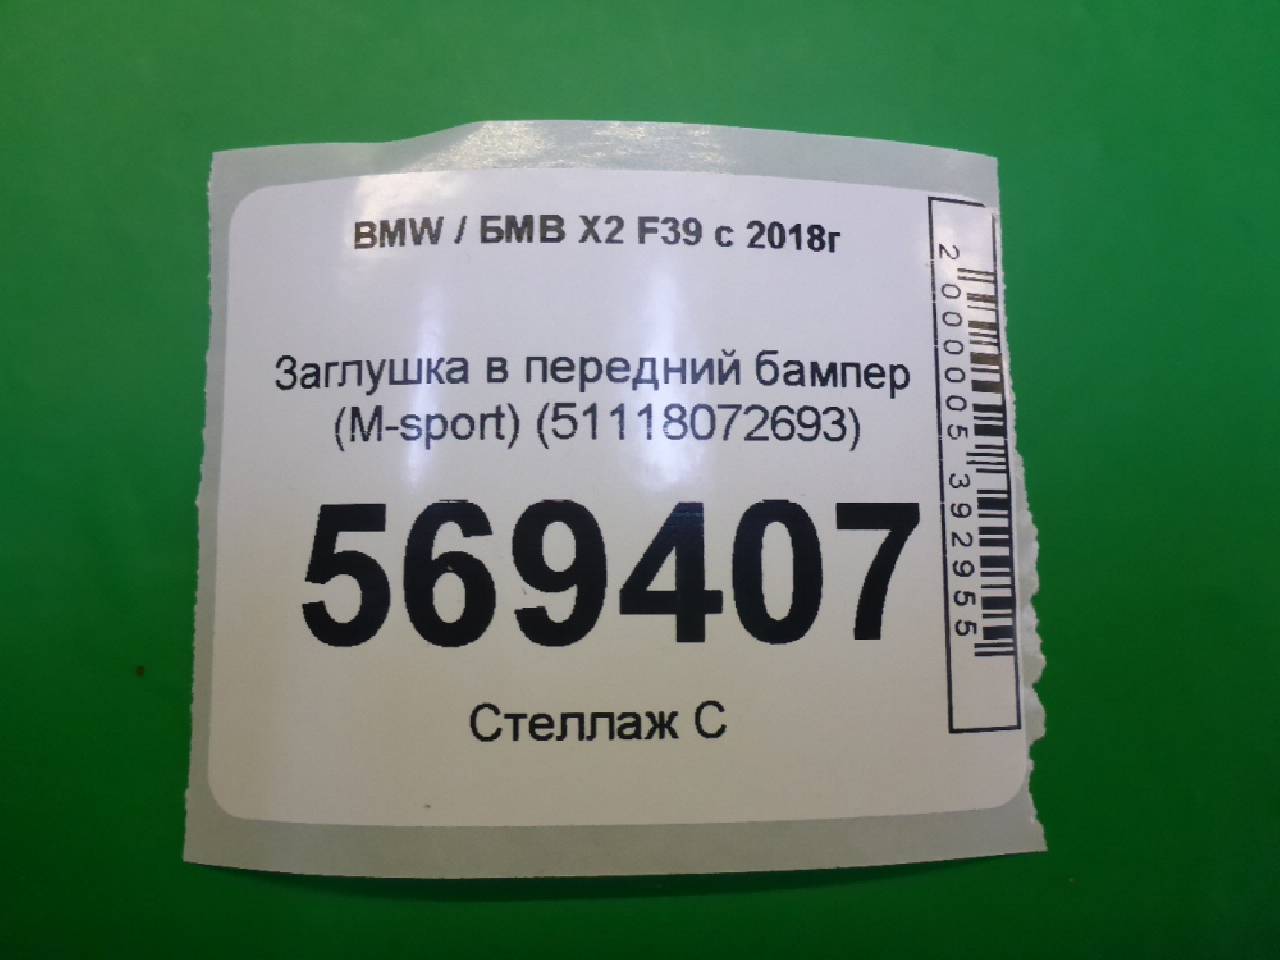 BMW / БМВ X2 F39 с 2018г
Заглушка в передний бампер
(M-sport) (51118072693)
569407
Стеллаж С
2000005392955